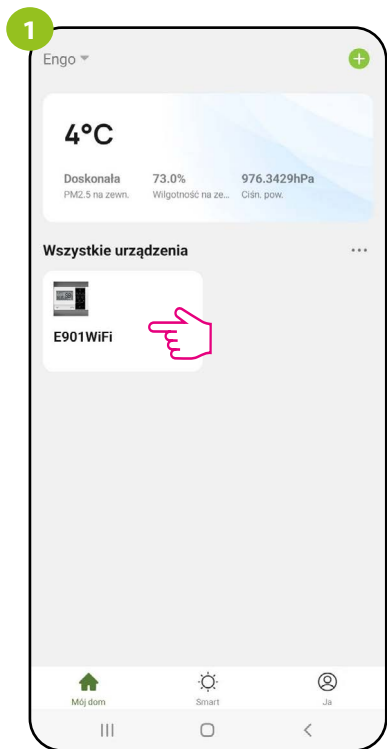 1
Engo
4°C
Doskonała 73.0% 976.3429hPa
PM2.5 na zewn. Wilgotność na ze... Ciśn. pow.
Wszystkie urządzenia
E901WiFi
Mój dom Smart Ja